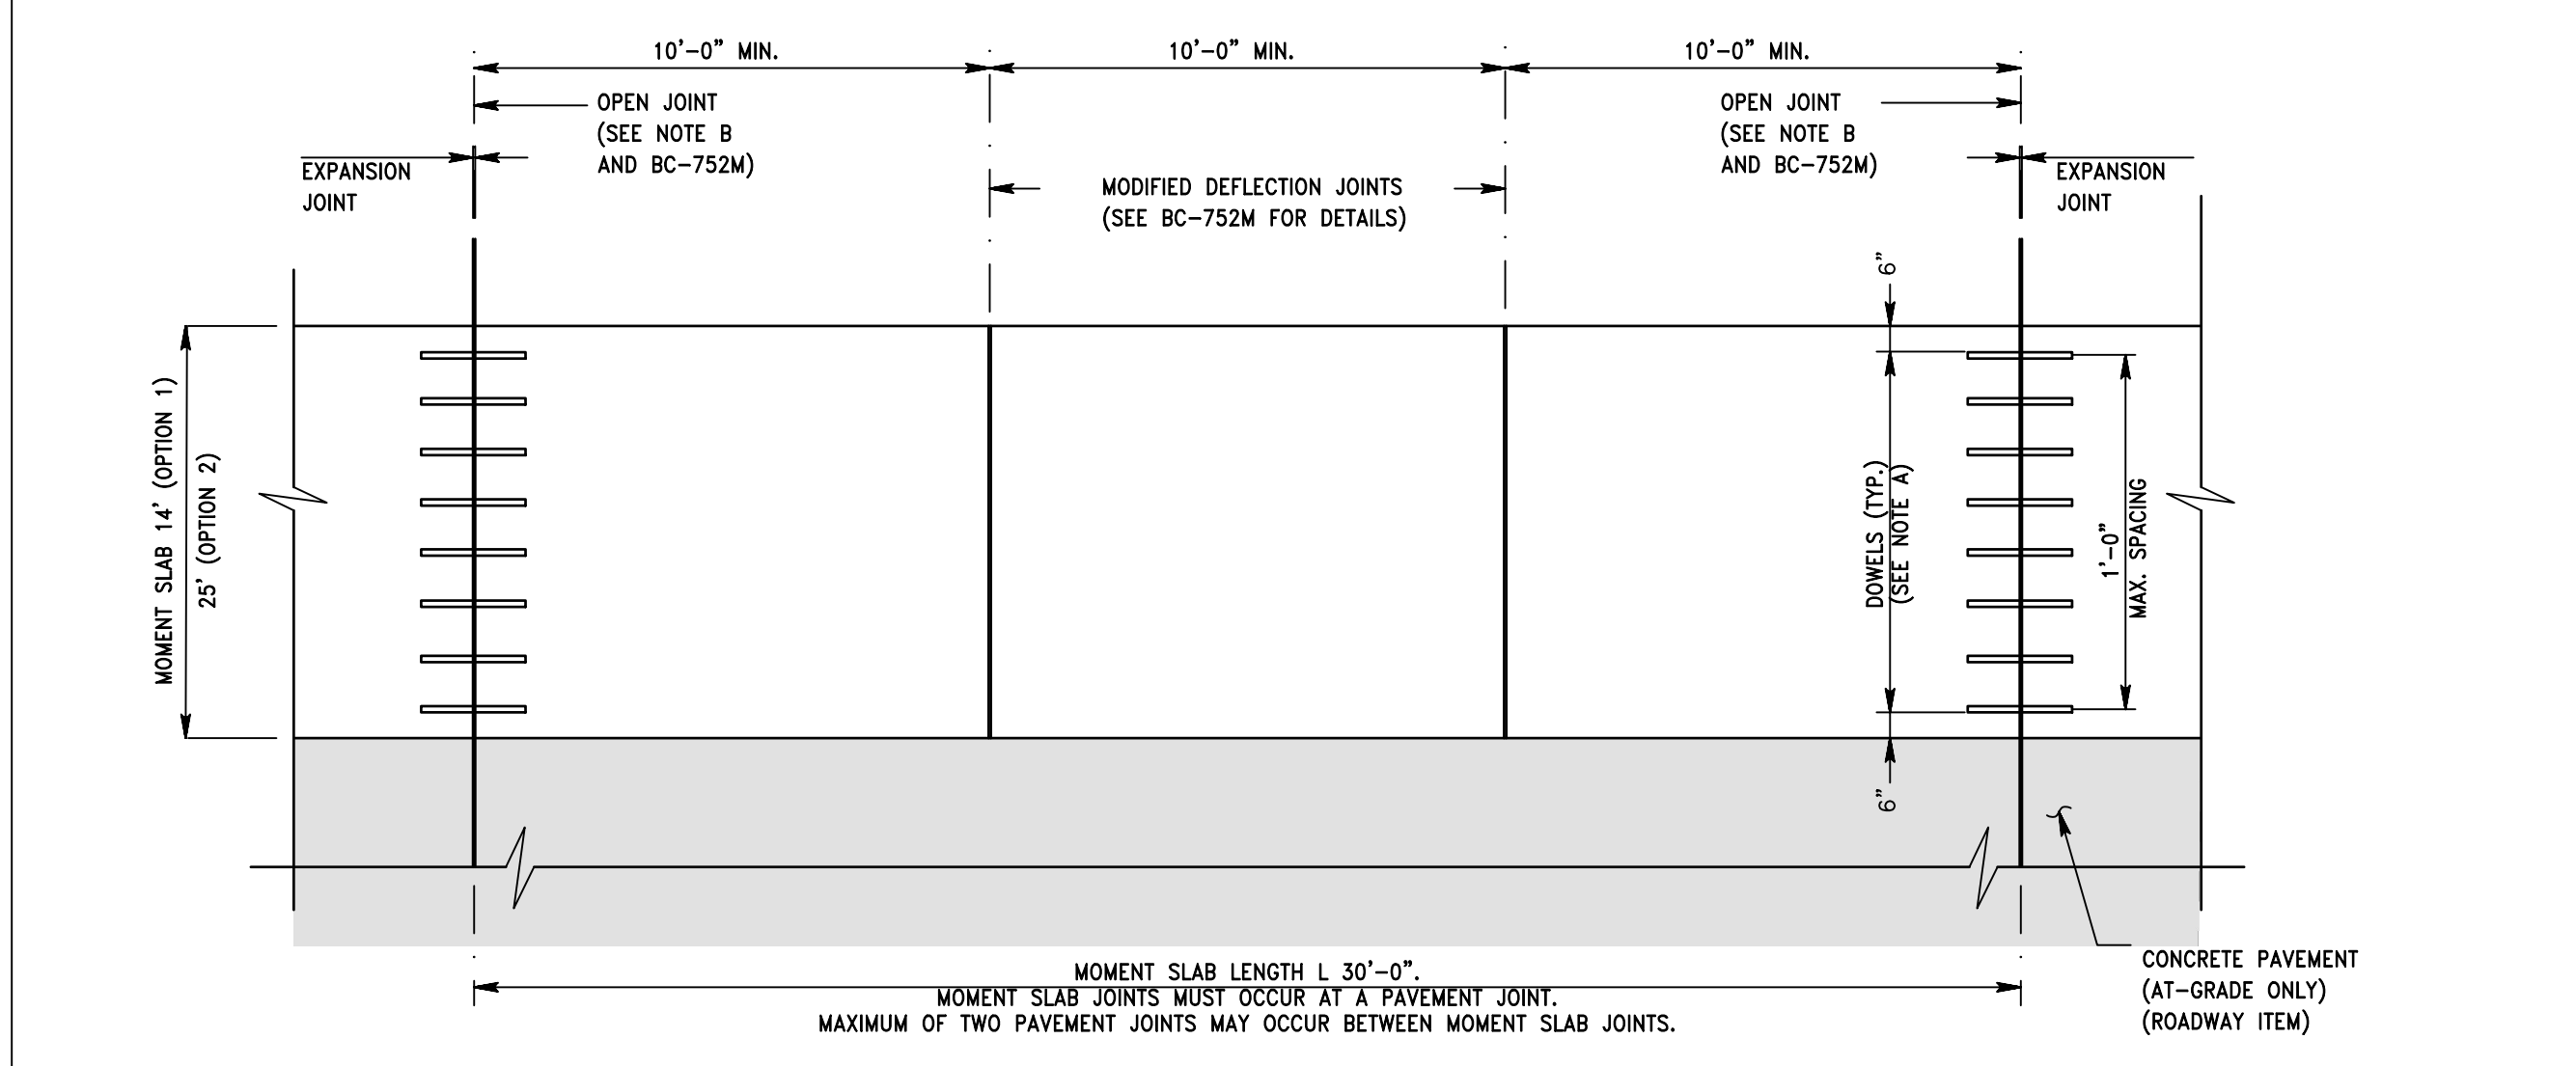 10'-0" MIN.
10'-0" MIN.
10'-0" MIN.
OPEN JOINT
(SEE NOTE B
AND BC-752M)
OPEN JOINT
(SEE NOTE B
AND BC-752M)
EXPANSION
JOINT
MODIFIED DEFLECTION JOINTS
(SEE BC-752M FOR DETAILS)
EXPANSION
JOINT
6"
MOMENT SLAB 14' (OPTION 1)
25' (OPTION 2)
DOWELS (TYP.)
(SEE NOTE A)
1'-0"
MAX. SPACING
6"
MOMENT SLAB LENGTH L 30'-0".
MOMENT SLAB JOINTS MUST OCCUR AT A PAVEMENT JOINT.
MAXIMUM OF TWO PAVEMENT JOINTS MAY OCCUR BETWEEN MOMENT SLAB JOINTS.
CONCRETE PAVEMENT
(AT-GRADE ONLY)
(ROADWAY ITEM)